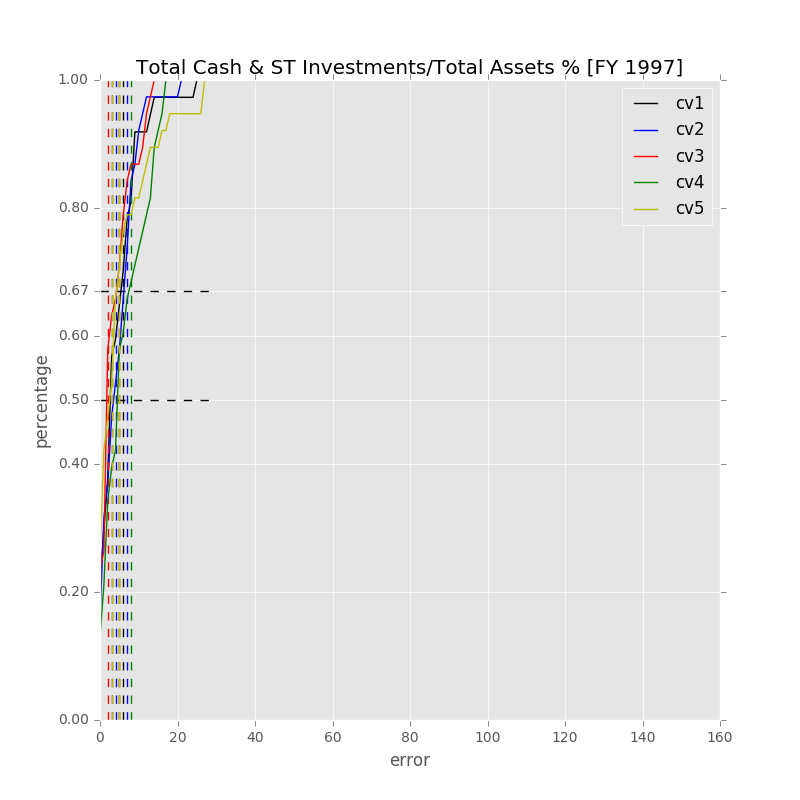 Total Cash & ST Investments/Total Assets % [FY 1997]
1.00
0.80
0.67
0.60
0.50
0.40
0.20
0.00
percentage
cv1
cv2
cv3
cv4
cv5
0 20 40 60 80 100 120 140 160
error